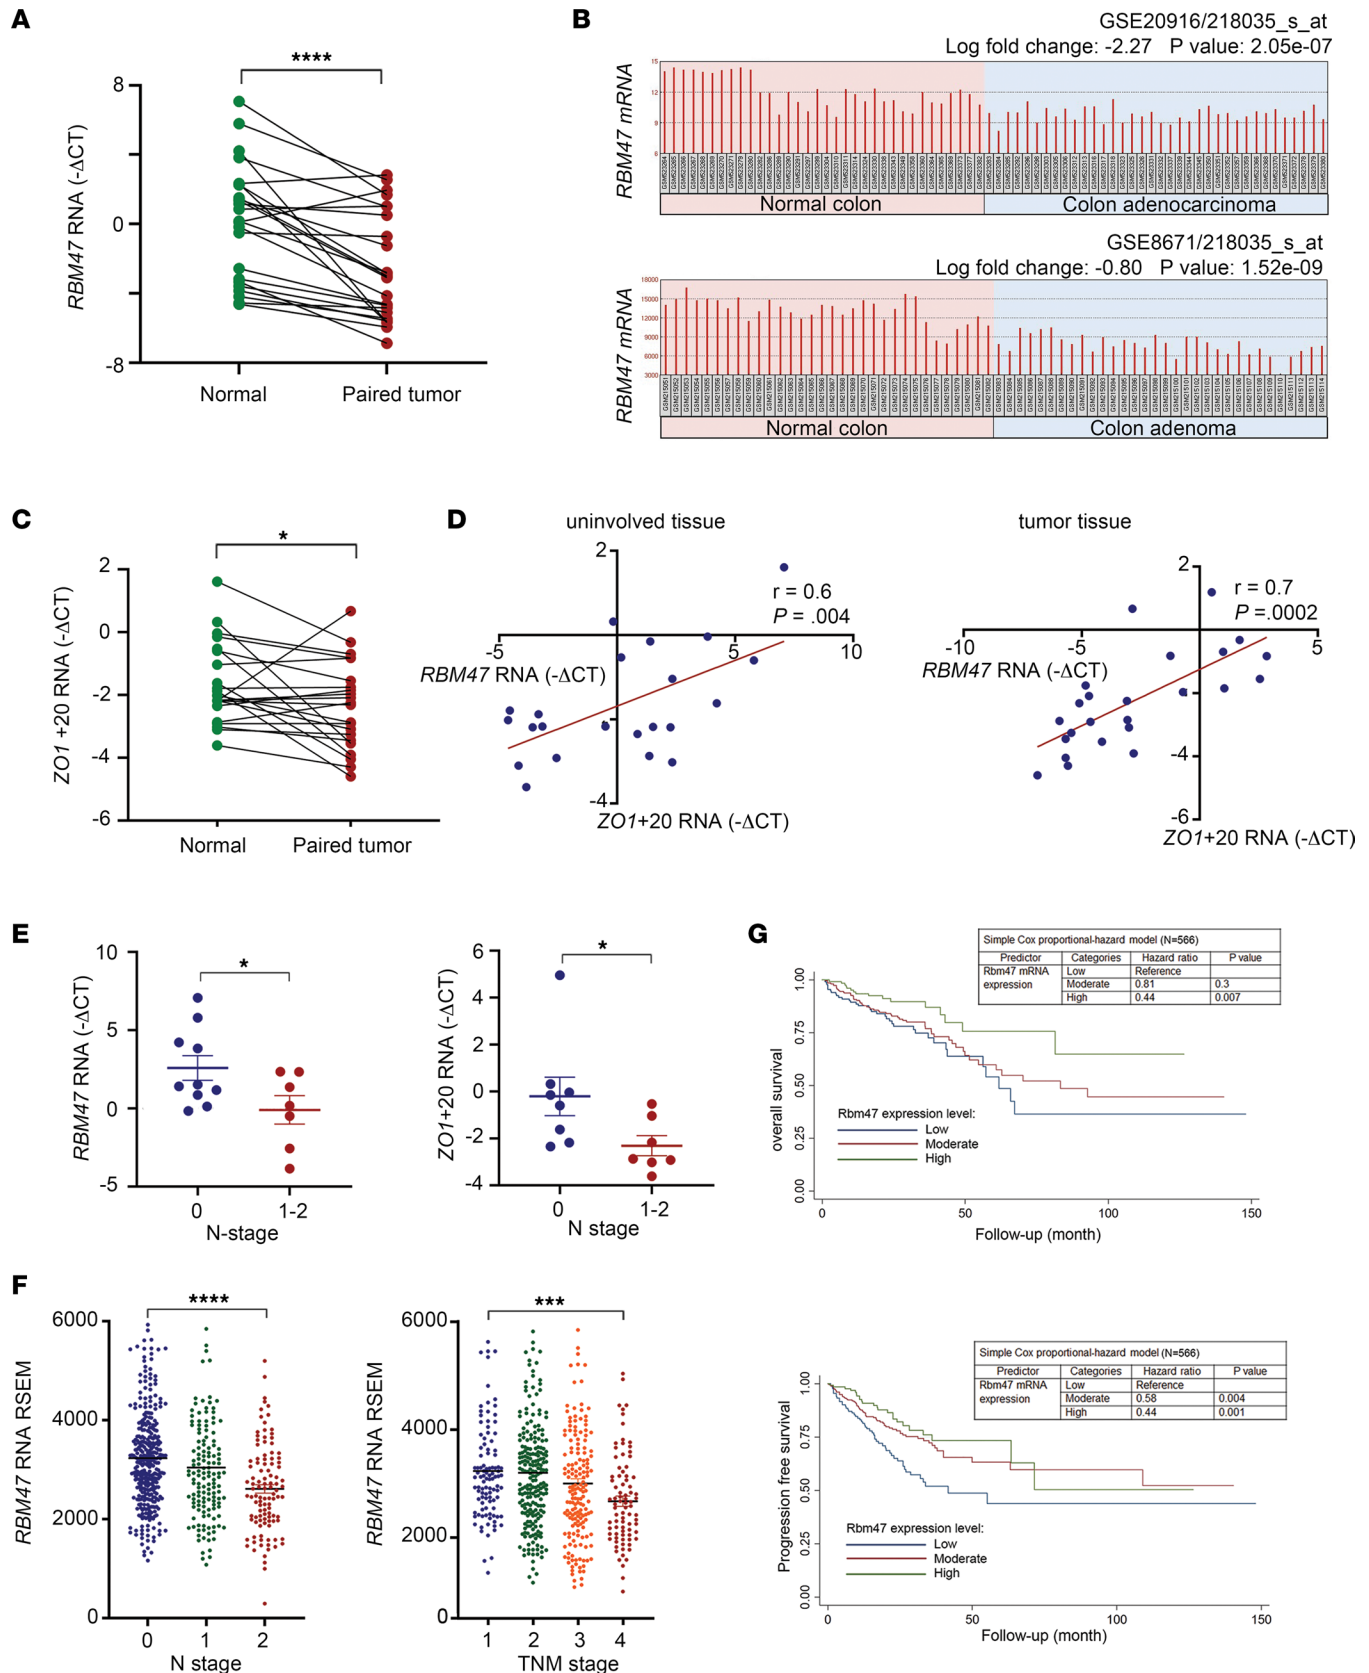 A
****
RBM47 RNA (-ΔCT)
8
0
-8
Normal
Paired tumor
B
GSE20916/218035_s_at
Log fold change: -2.27 P value: 2.05e-07
RBM47 mRNA
15
12
9
6
Normal colon
Colon adenocarcinoma
GSE8671/218035_s_at
Log fold change: -0.80 P value: 1.52e-09
RBM47 mRNA
18000
15000
12000
9000
6000
3000
Normal colon
Colon adenoma
C
*
ZO1 +20 RNA (-ΔCT)
2
0
-2
-4
-6
Normal
Paired tumor
D
uninvolved tissue
2
r = 0.6
P = .004
-5
5
10
RBM47 RNA (-ΔCT)
-4
ZO1+20 RNA (-ΔCT)
tumor tissue
2
r = 0.7
P =.0002
-10
-5
5
RBM47 RNA (-ΔCT)
-4
-6
ZO1+20 RNA (-ΔCT)
E
*
RBM47 RNA (-ΔCT)
10
5
0
-5
0
1-2
N-stage
*
ZO1+20 RNA (-ΔCT)
6
4
2
0
-2
-4
0
1-2
N stage
F
****
RBM47 RNA RSEM
6000
4000
2000
0
0
1
2
N stage
***
RBM47 RNA RSEM
6000
4000
2000
0
1
2
3
4
TNM stage
G
Simple Cox proportional-hazard model (N=566)
Predictor Categories Hazard ratio P value
Rbm47 mRNA Low Reference
expression Moderate 0.81 0.3
High 0.44 0.007
overall survival
1.00
0.75
0.50
0.25
0.00
Rbm47 expression level:
Low
Moderate
High
0
50
100
150
Follow-up (month)
Simple Cox proportional-hazard model (N=566)
Predictor Categories Hazard ratio P value
Rbm47 mRNA Low Reference
expression Moderate 0.58 0.004
High 0.44 0.001
Progression free survival
1.00
0.75
0.50
0.25
0.00
Rbm47 expression level:
Low
Moderate
High
0
50
100
150
Follow-up (month)